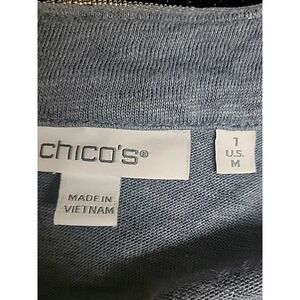 chico's®
1
U.S.
M
MADE IN
VIETNAM